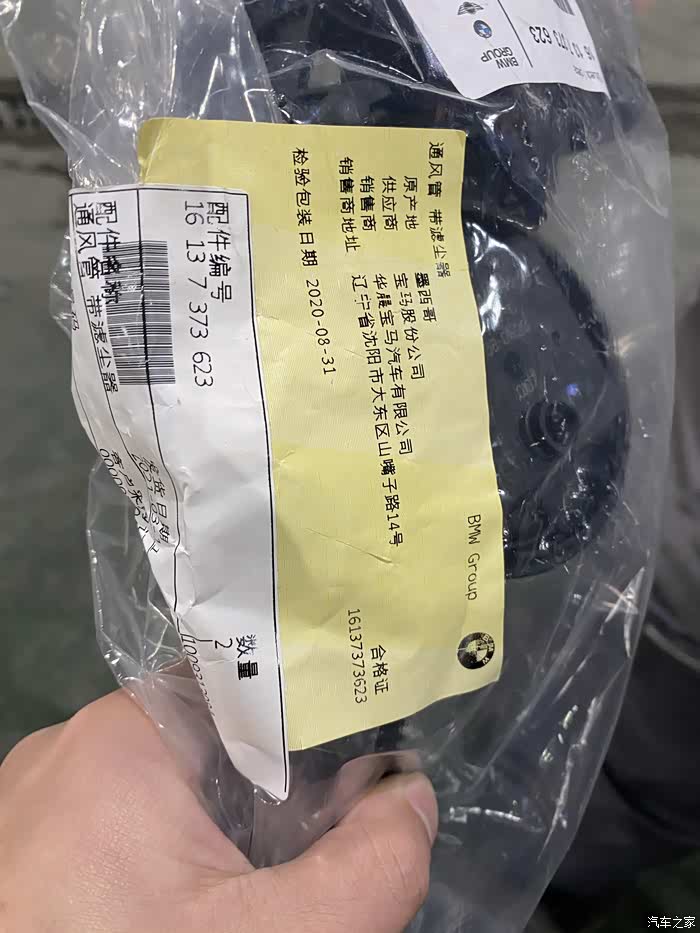 BMW
GROUP
16 13 7 373 623
通风管 带滤尘器
原产地 墨西哥
供应商 宝马股份公司
销售商 华晨宝马汽车有限公司
销售商地址 辽宁省沈阳市大东区山嘴子路14号
检验包装日期 2020-08-31
BMW Group
合格证
16137373623
配件编号
16 13 7 373 623
配件名称
通风管 带滤尘器
数量
2
汽车之家